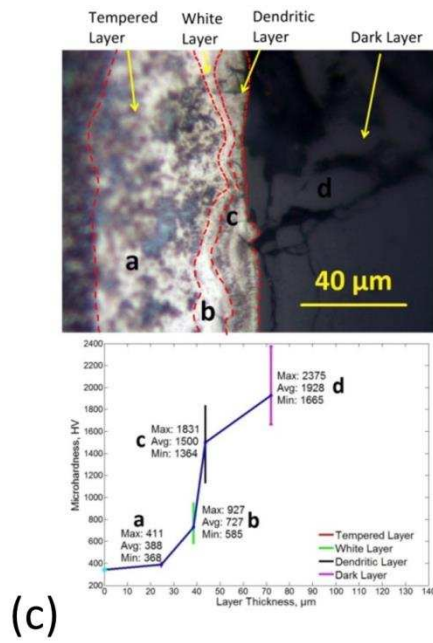 Tempered Layer
White Layer
Dendritic Layer
Dark Layer
a
b
c
d
40 µm
Microhardness, HV
2400
2200
2000
1800
1600
1400
1200
1000
800
600
400
200
a
Max: 411
Avg: 388
Min: 368
b
Max: 927
Avg: 727
Min: 585
c
Max: 1831
Avg: 1500
Min: 1364
d
Max: 2375
Avg: 1928
Min: 1665
Tempered Layer
White Layer
Dendritic Layer
Dark Layer
0 10 20 30 40 50 60 70 80 90 100 110 120 130 140
Layer Thickness, µm
(c)